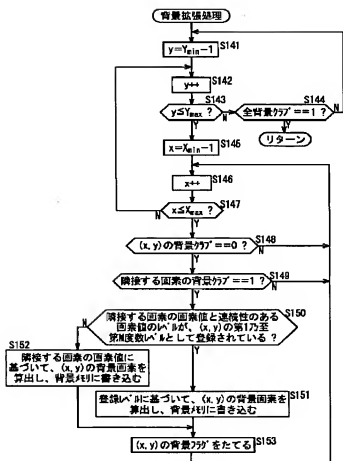 背景拡張処理
y=Ymin−1
S141
y++
S142
y≤Ymax ?
S143
N
Y
全背景フラグ==1 ?
S144
N
Y
リターン
x=Xmin−1
S145
x++
S146
x≤Xmax ?
S147
N
Y
(x, y)の背景フラグ==0 ?
S148
N
Y
隣接する画素の背景フラグ==1 ?
S149
N
Y
隣接する画素の画素値と連続性のある
画素値のレベルが、(x, y)の第1乃至
第M度数レベルとして登録されている ?
S150
N
Y
S152
隣接する画素の画素値に
基づいて、(x, y)の背景画素を
算出し、背景メモリに書き込む
登録レベルに基づいて、(x, y)の背景画素を
算出し、背景メモリに書き込む
S151
(x, y)の背景フラグをたてる
S153